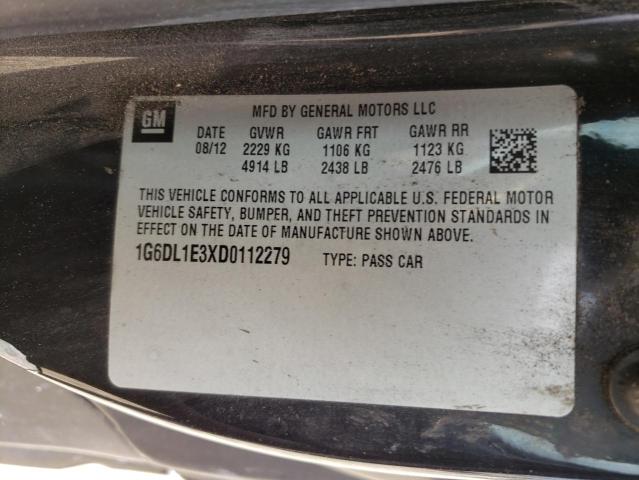 GM
MFD BY GENERAL MOTORS LLC
DATE GVWR GAWR FRT GAWR RR
08/12 2229 KG 1106 KG 1123 KG
4914 LB 2438 LB 2476 LB
THIS VEHICLE CONFORMS TO ALL APPLICABLE U.S. FEDERAL MOTOR
VEHICLE SAFETY, BUMPER, AND THEFT PREVENTION STANDARDS IN
EFFECT ON THE DATE OF MANUFACTURE SHOWN ABOVE.
1G6DL1E3XD0112279 TYPE: PASS CAR